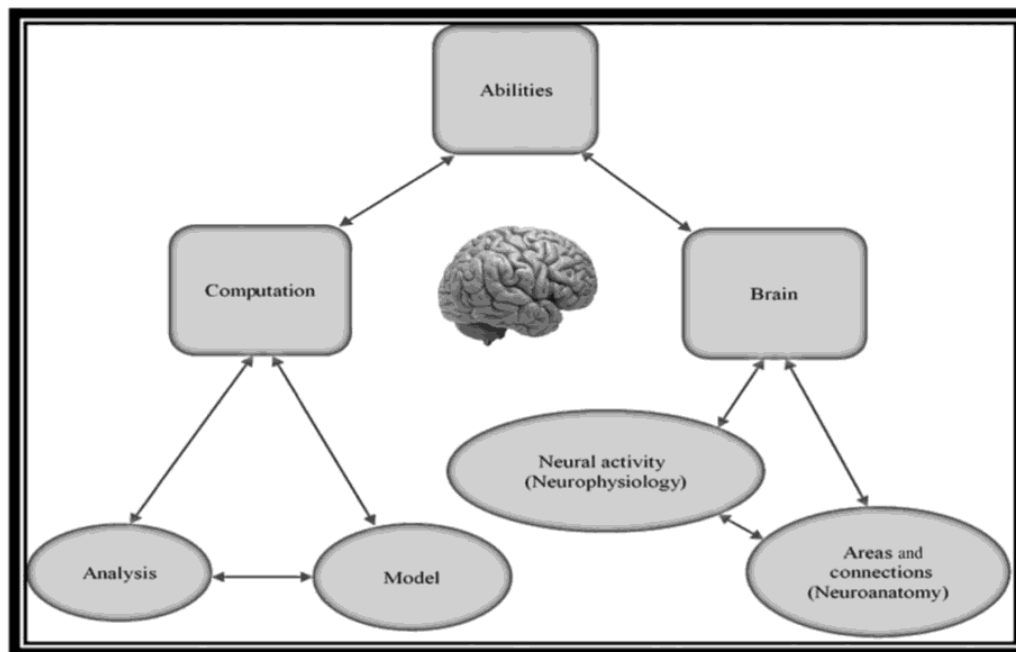 Abilities
Computation
Brain
Neural activity
(Neurophysiology)
Analysis
Model
Areas and
connections
(Neuroanatomy)